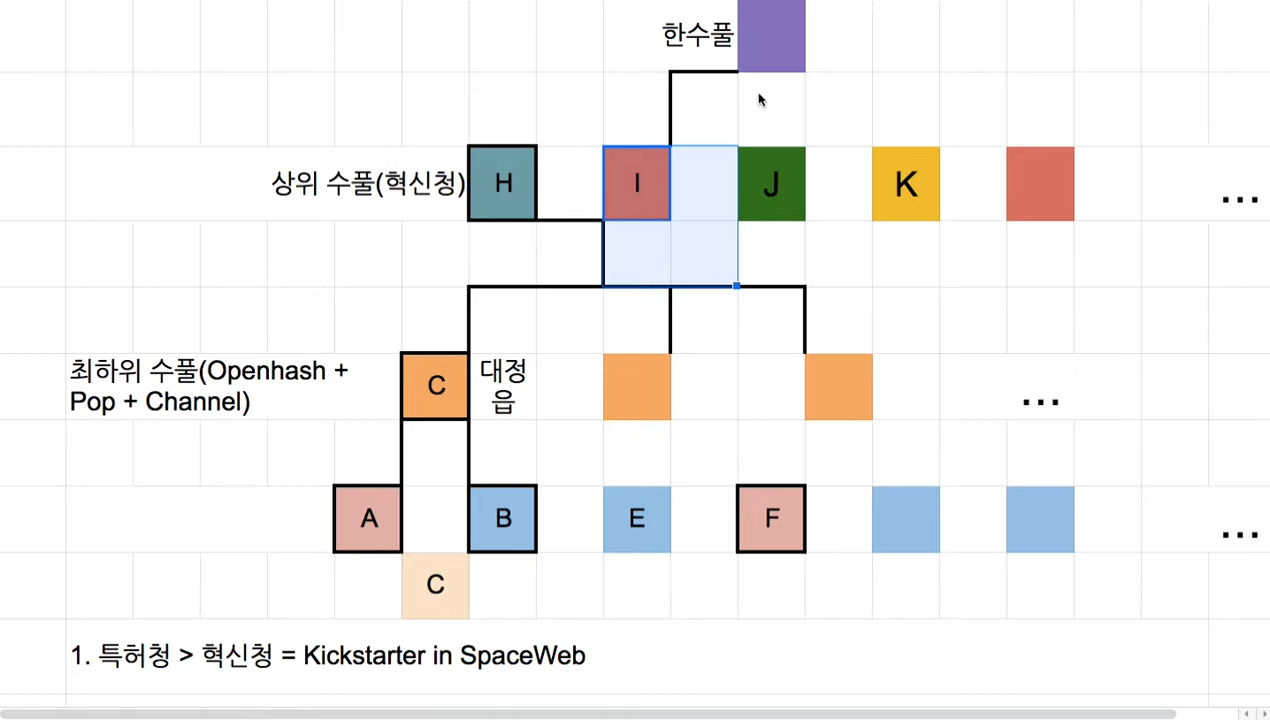 한수풀
상위 수풀(혁신청)
H
I
J
K
...
최하위 수풀(Openhash +
Pop + Channel)
C
대정
읍
...
A
B
E
F
...
C
1. 특허청 > 혁신청 = Kickstarter in SpaceWeb